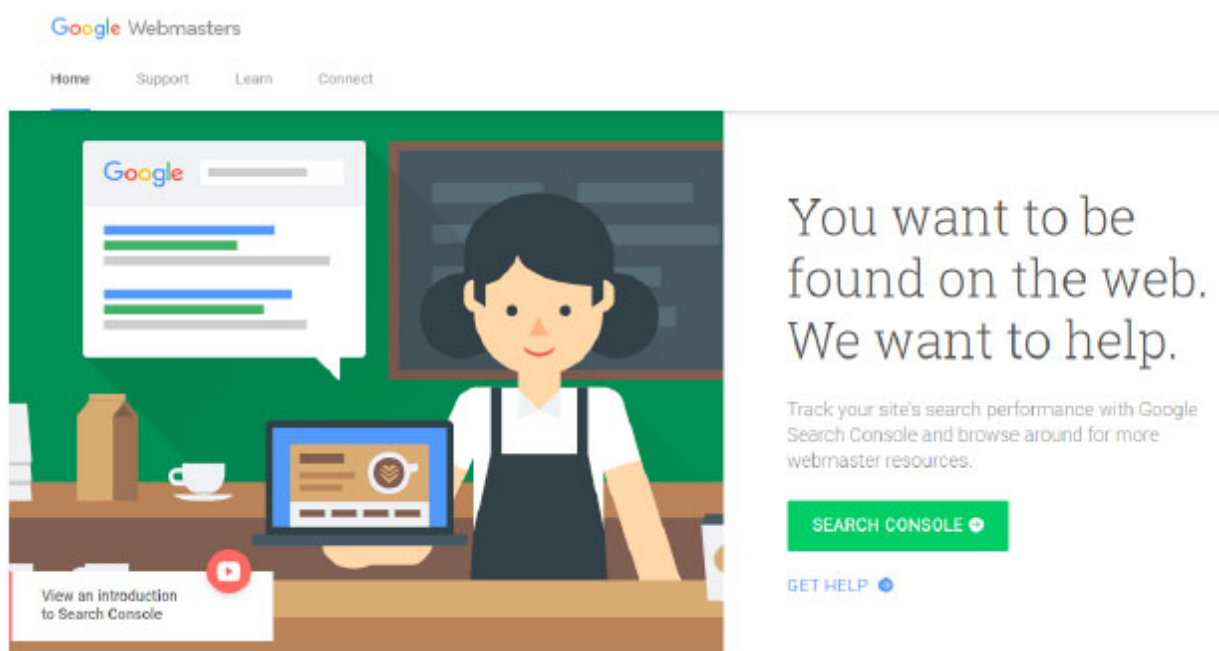 Google Webmasters
Home Support Learn Connect
Google
You want to be
found on the web.
We want to help.
Track your site's search performance with Google
Search Console and browse around for more
webmaster resources.
SEARCH CONSOLE
GET HELP
View an introduction
to Search Console